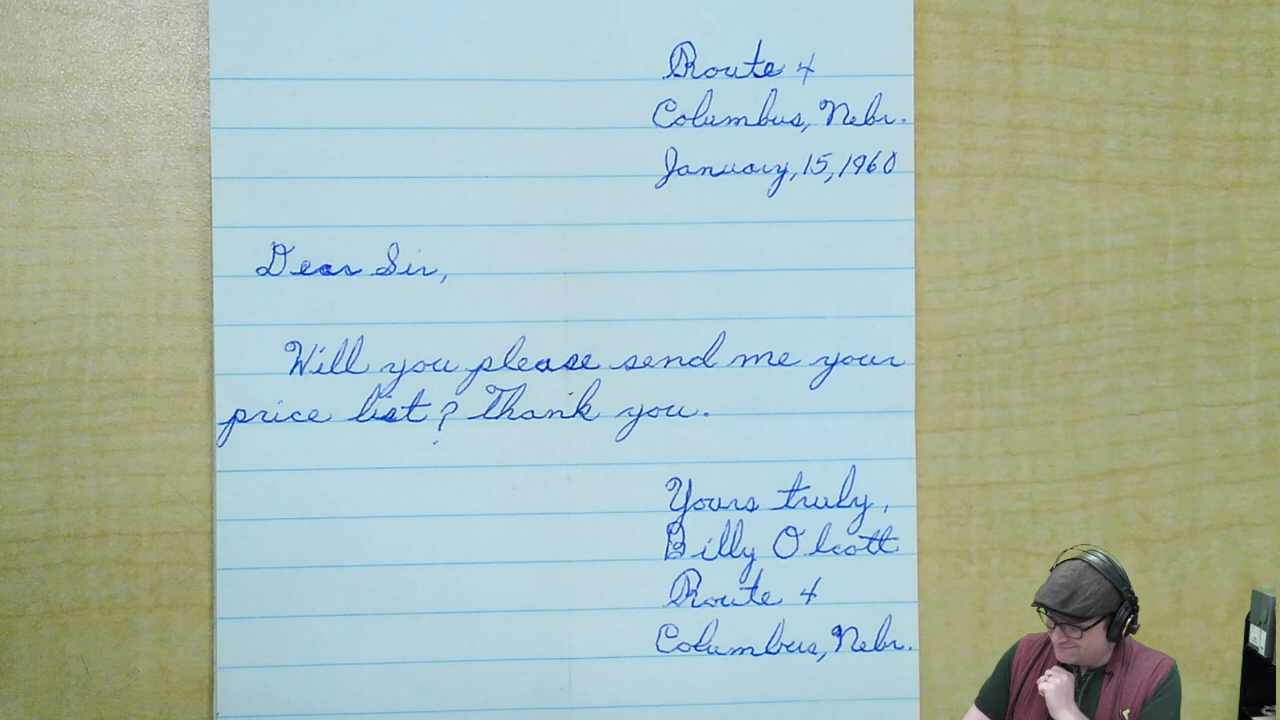 Route 4
Columbus, Nebr.
January, 15, 1960
Dear Sir,
Will you please send me your
price list? Thank you.
Yours truly,
Billy Olcott
Route 4
Columbus, Nebr.